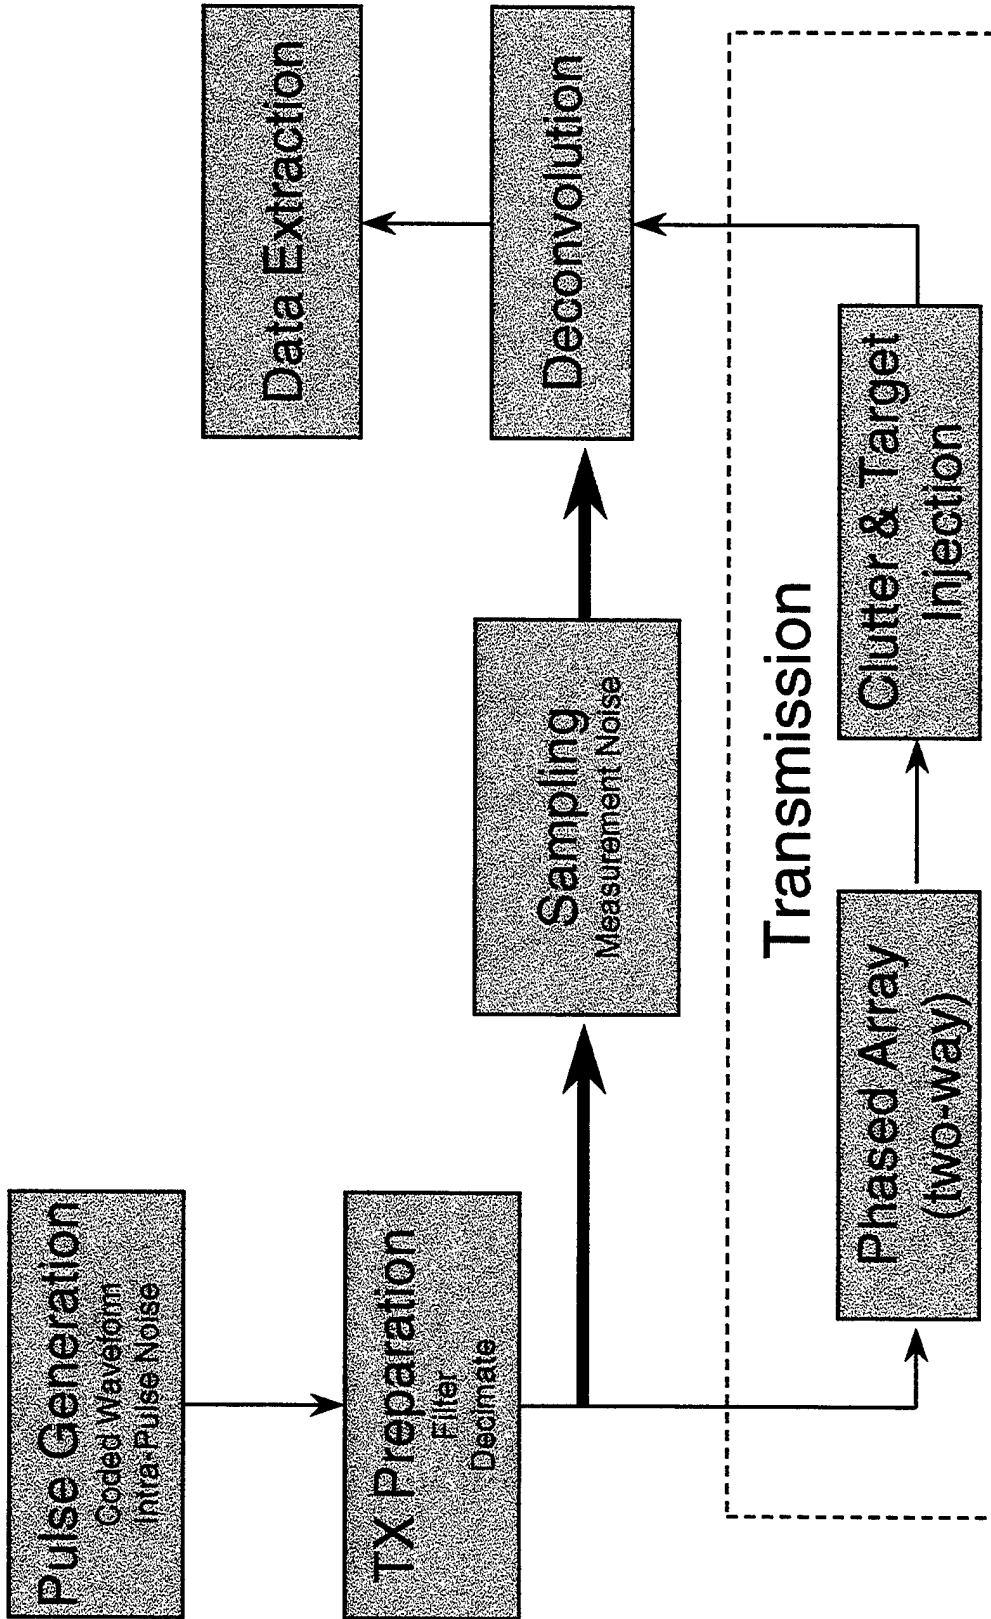 Pulse Generation
Coded Waveform
Intra-Pulse Noise
TX Preparation
Filter
Decimate
Sampling
Measurement Noise
Data Extraction
Deconvolution
Transmission
Phased Array
(two-way)
Clutter & Target
Injection